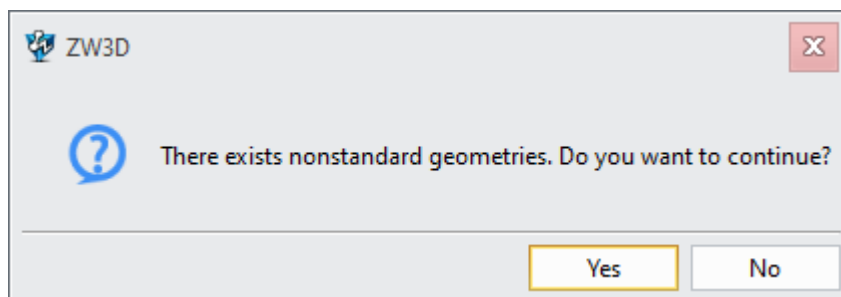 ZW3D
There exists nonstandard geometries. Do you want to continue?
Yes No